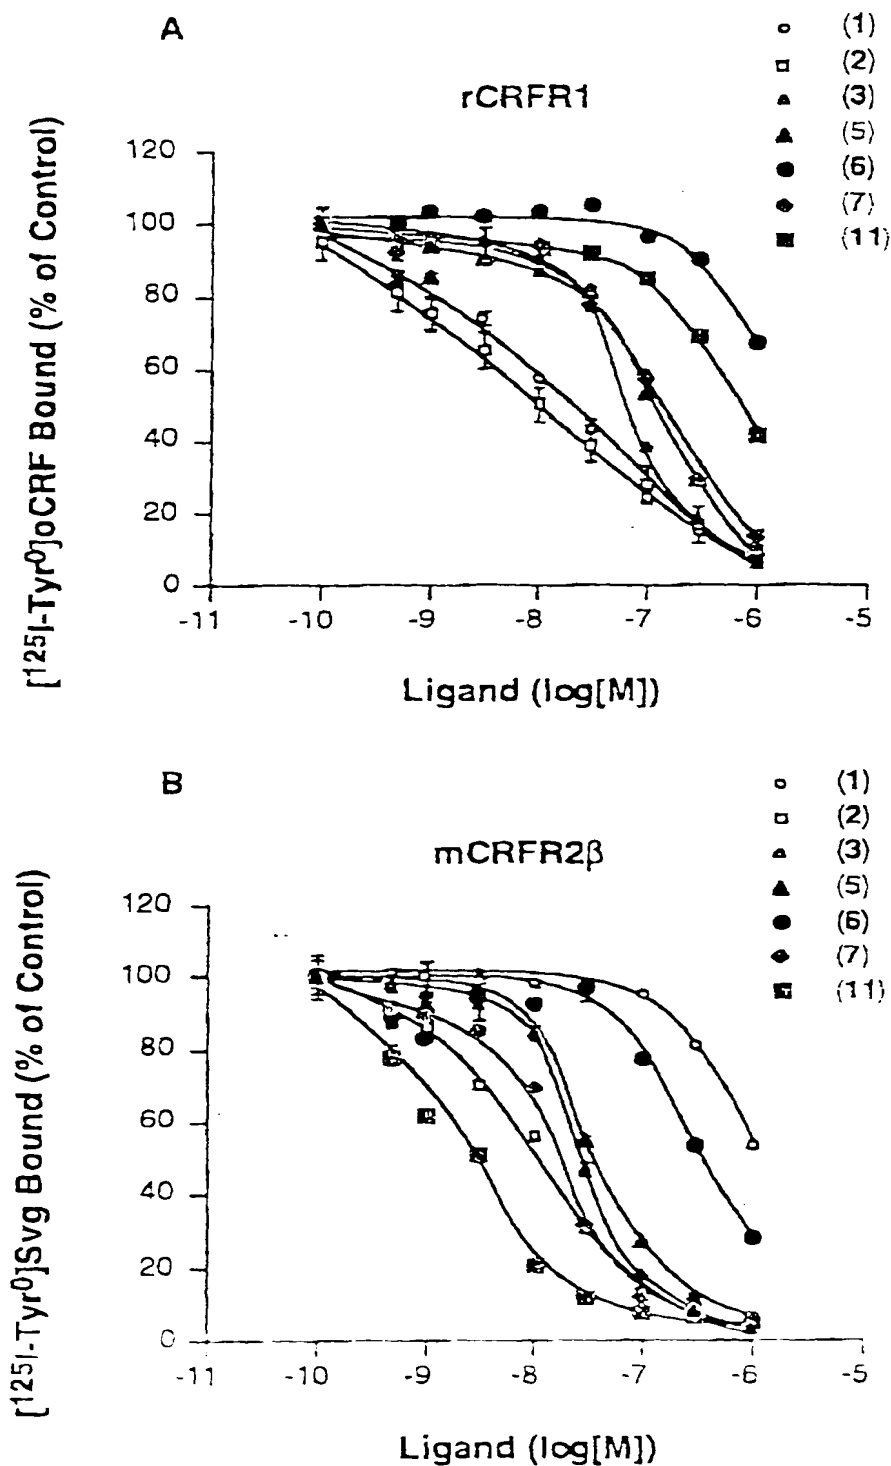 A
rCRFR1
(1)
(2)
(3)
(5)
(6)
(7)
(11)
[125I-Tyr0]oCRF Bound (% of Control)
120
100
80
60
40
20
0
-11 -10 -9 -8 -7 -6 -5
Ligand (log[M])
B
mCRFR2β
(1)
(2)
(3)
(5)
(6)
(7)
(11)
[125I-Tyr0]Svg Bound (% of Control)
120
100
80
60
40
20
0
-11 -10 -9 -8 -7 -6 -5
Ligand (log[M])